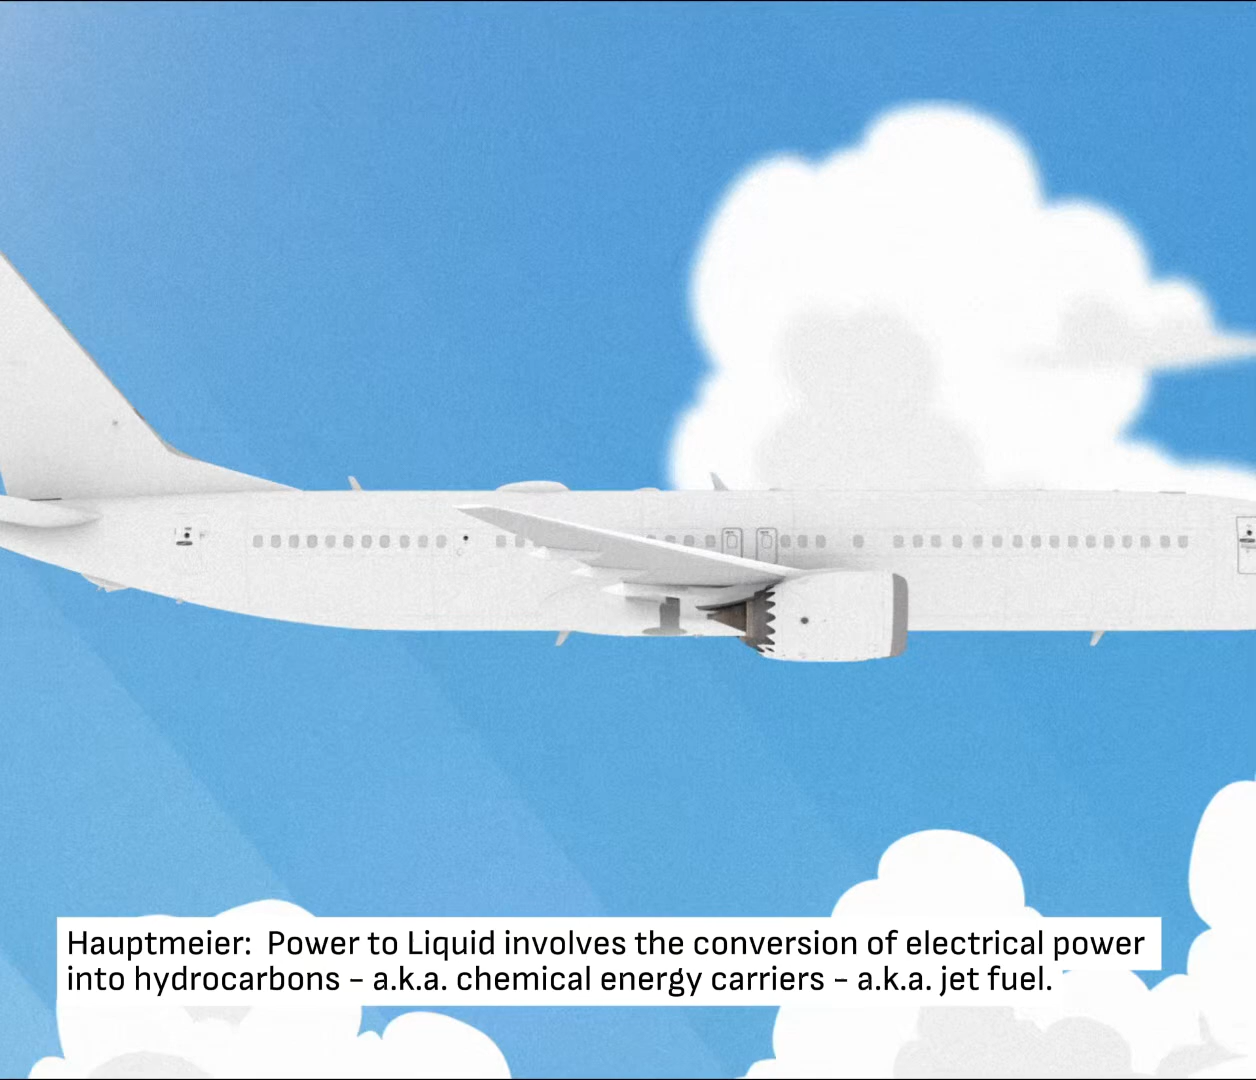 Hauptmeier:  Power to Liquid involves the conversion of electrical power
into hydrocarbons – a.k.a. chemical energy carriers – a.k.a. jet fuel.